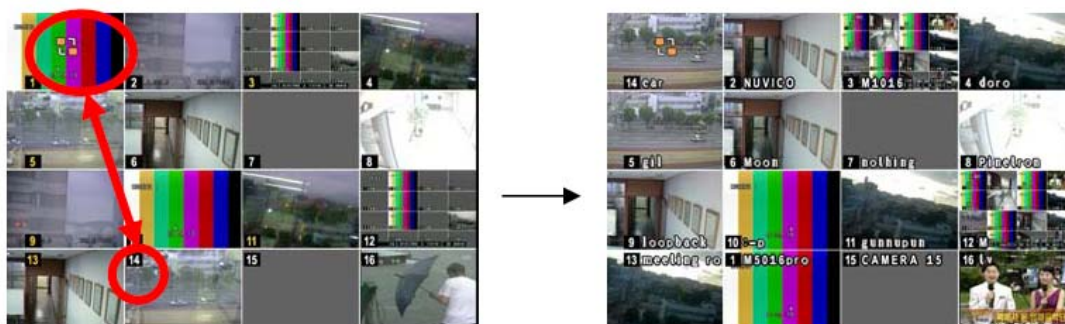 1 2 3 4
5 6 7 8
9 11 12
13 14 15 16
14 car 2 NUVICO 3 M1016 4 doro
5 gil 6 Moon 7 nothing 8 Pinetron
9 loopback 10 C-p 11 gunnupun 12 M
13 meeting ro 1 M5016pro 15 CAMERA 15 16 tv